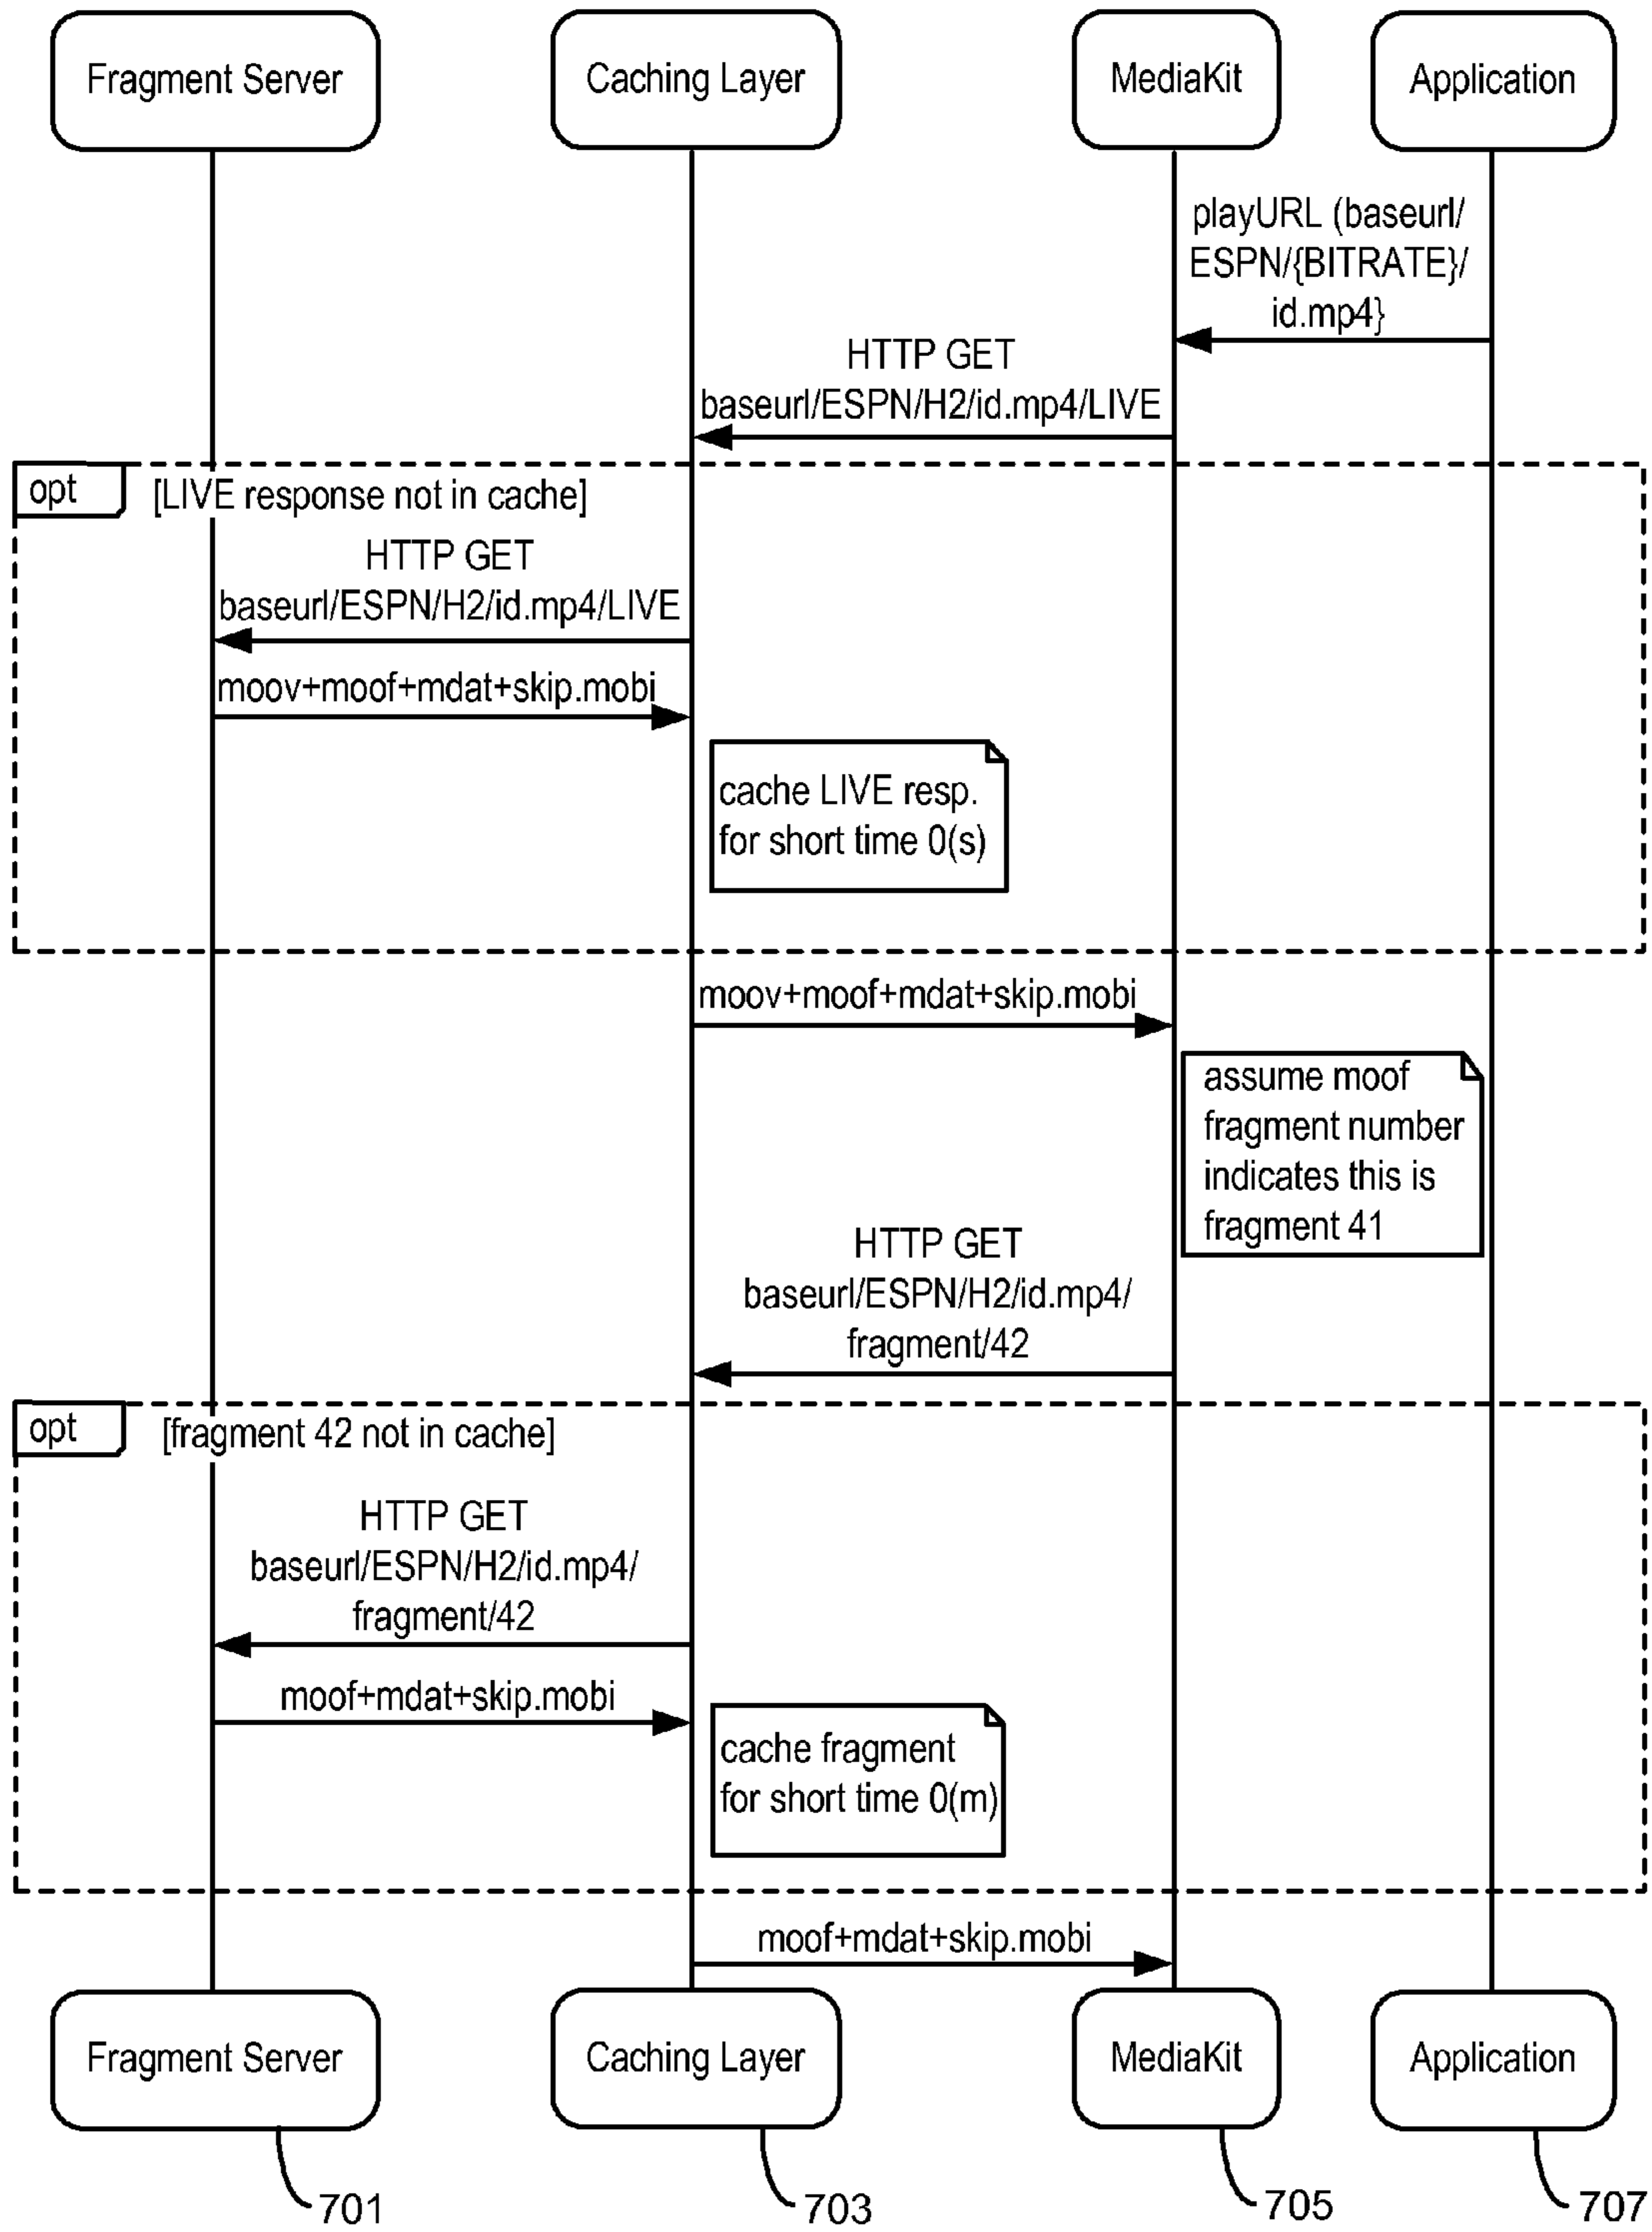 Fragment Server
Caching Layer
MediaKit
Application
playURL (baseurl/
ESPN/{BITRATE}/
id.mp4}
HTTP GET
baseurl/ESPN/H2/id.mp4/LIVE
opt
[LIVE response not in cache]
HTTP GET
baseurl/ESPN/H2/id.mp4/LIVE
moov+moof+mdat+skip.mobi
cache LIVE resp.
for short time 0(s)
moov+moof+mdat+skip.mobi
assume moof
fragment number
indicates this is
fragment 41
HTTP GET
baseurl/ESPN/H2/id.mp4/
fragment/42
opt
[fragment 42 not in cache]
HTTP GET
baseurl/ESPN/H2/id.mp4/
fragment/42
moof+mdat+skip.mobi
cache fragment
for short time 0(m)
moof+mdat+skip.mobi
Fragment Server
Caching Layer
MediaKit
Application
701
703
705
707